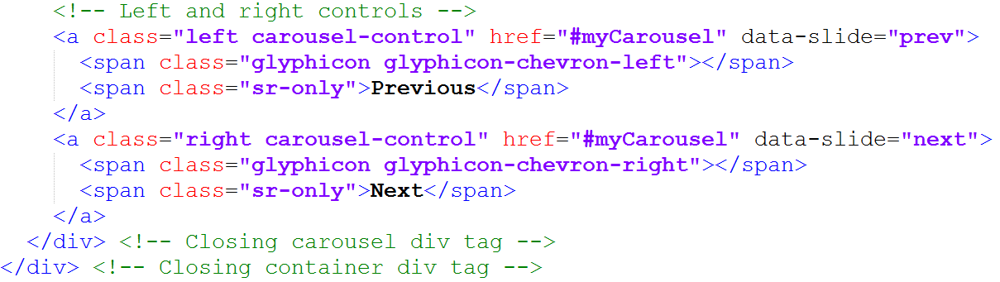 <!-- Left and right controls -->
<a class="left carousel-control" href="#myCarousel" data-slide="prev">
<span class="glyphicon glyphicon-chevron-left"></span>
<span class="sr-only">Previous</span>
</a>
<a class="right carousel-control" href="#myCarousel" data-slide="next">
<span class="glyphicon glyphicon-chevron-right"></span>
<span class="sr-only">Next</span>
</a>
</div> <!-- Closing carousel div tag -->
</div> <!-- Closing container div tag -->